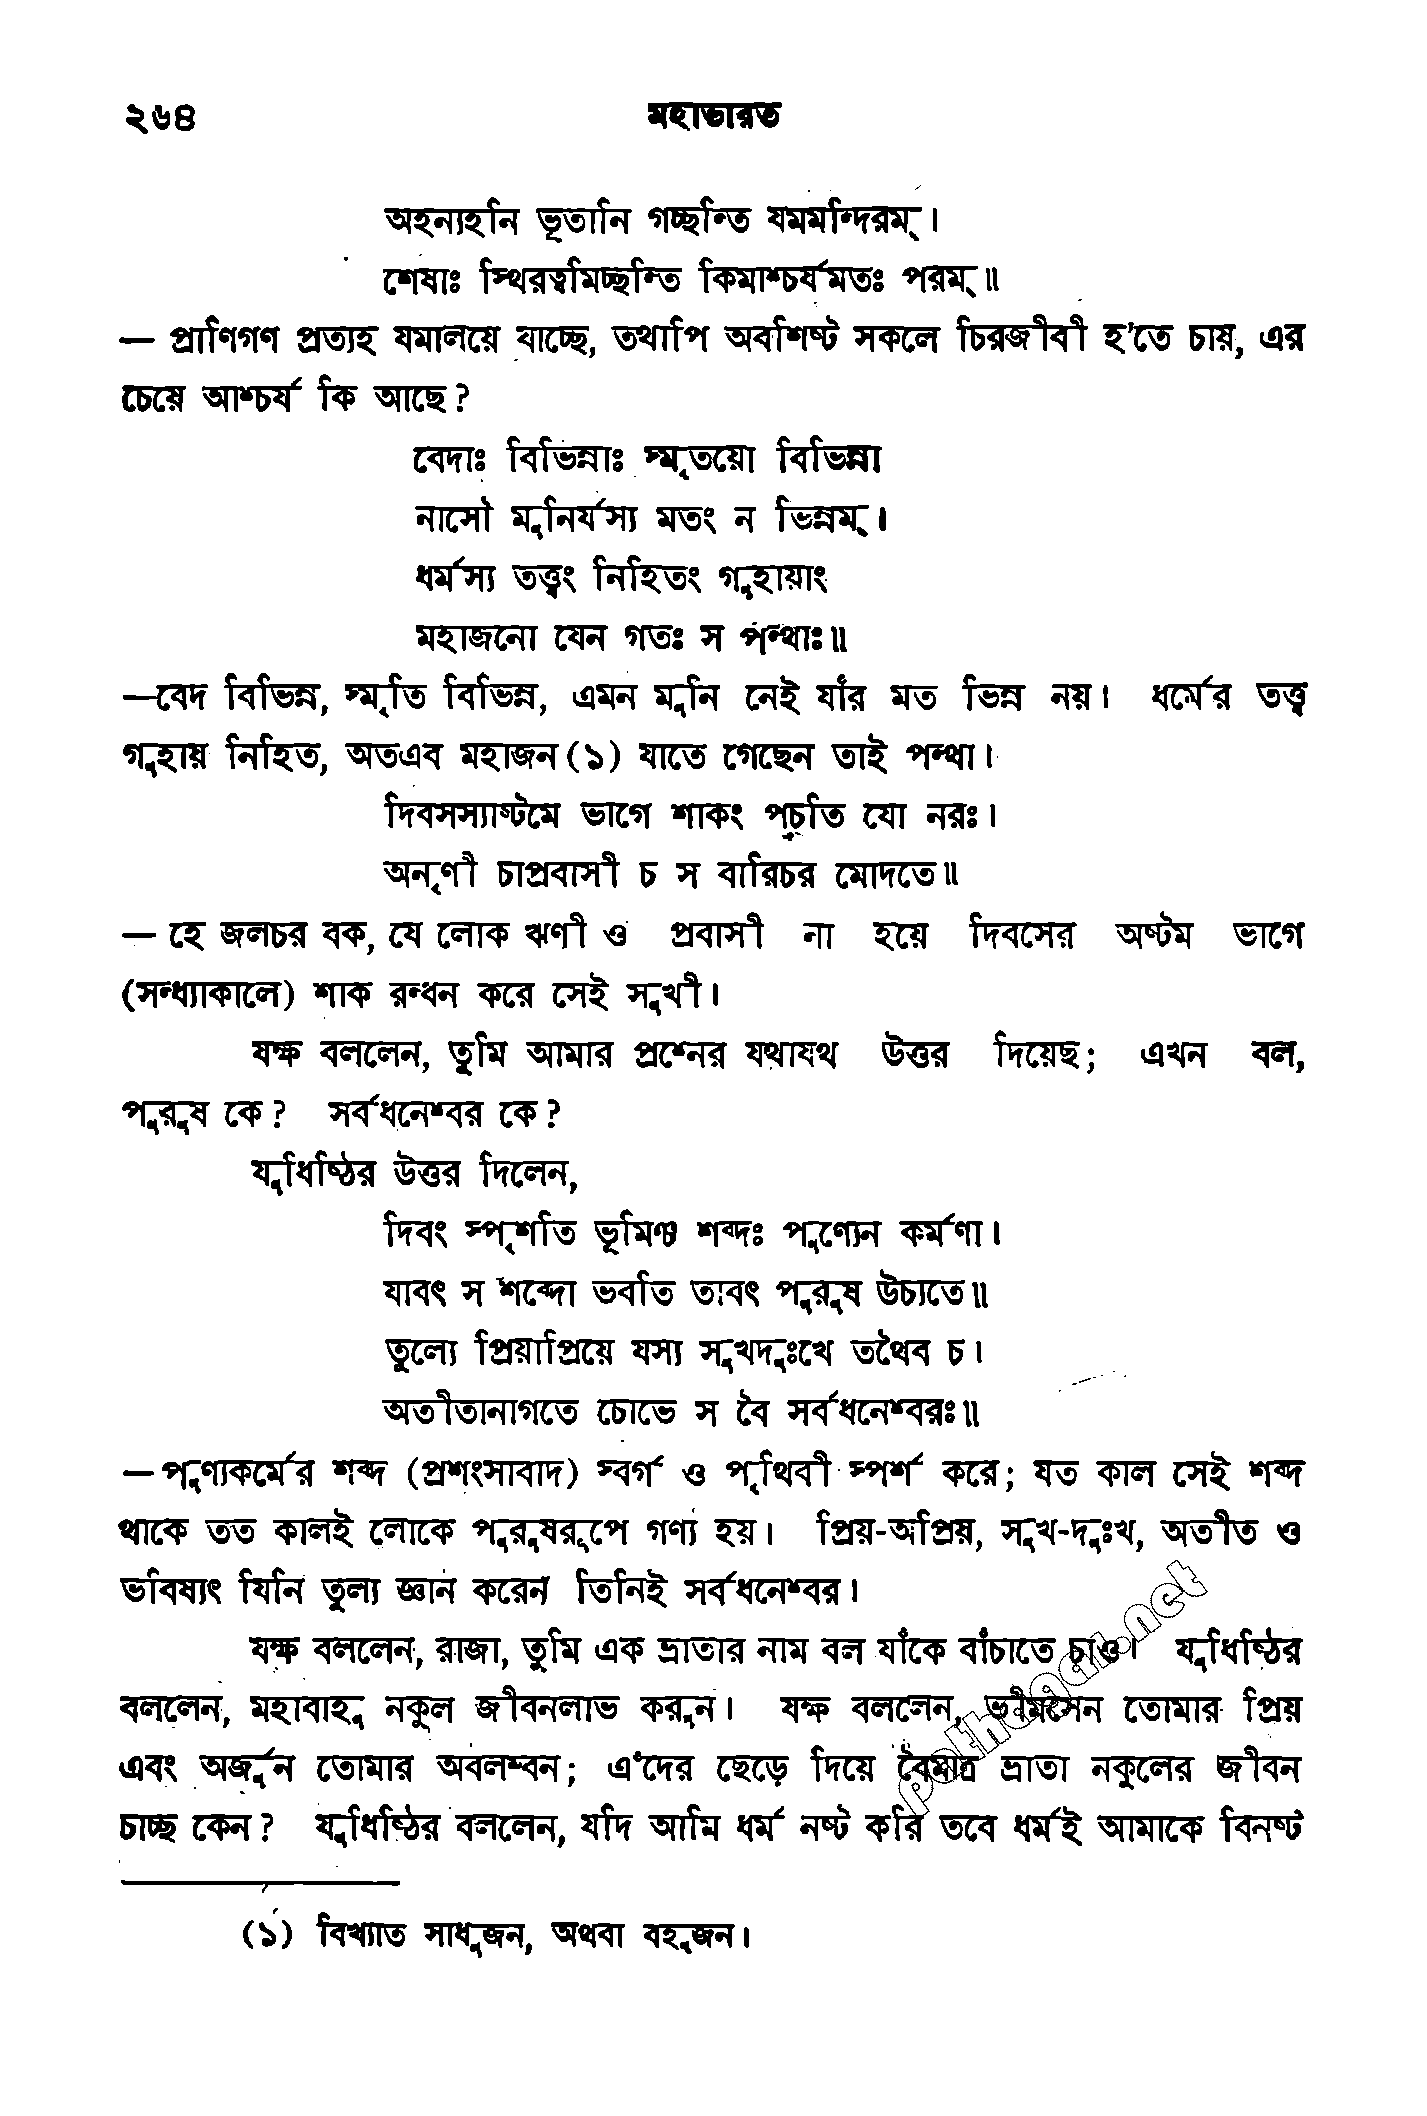 ২৬৪ মহাভারত
অহন্যহনি ভূতানি গচ্ছন্তি যমমন্দিরম্।
শেষাঃ স্থিরত্বমিচ্ছন্তি কিমাশ্চর্যমতঃ পরম্॥
— প্রাণিগণ প্রত্যহ যমালয়ে যাচ্ছে, তথাপি অবশিষ্ট সকলে চিরজীবী হ’তে চায়, এর
চেয়ে আশ্চর্য কি আছে?
বেদাঃ বিভিন্নাঃ স্মৃতয়ো বিভিন্না
নাসৌ মুনির্যস্য মতং ন ভিন্নম্।
ধর্মস্য তত্ত্বং নিহিতং গুহায়াং
মহাজনো যেন গতঃ স পন্থাঃ॥
—বেদ বিভিন্ন, স্মৃতি বিভিন্ন, এমন মুনি নেই যাঁর মত ভিন্ন নয়। ধর্মের তত্ত্ব
গুহায় নিহিত, অতএব মহাজন(১) যাতে গেছেন তাই পন্থা।
দিবসস্যাষ্টমে ভাগে শাকং পচতি যো নরঃ।
অনৃণী চাপ্রবাসী চ স বারিচর মোদতে॥
— হে জলচর বক, যে লোক ঋণী ও প্রবাসী না হয়ে দিবসের অষ্টম ভাগে
(সন্ধ্যাকালে) শাক রন্ধন করে সেই সুখী।
যক্ষ বললেন, তুমি আমার প্রশ্নের যথাযথ উত্তর দিয়েছ; এখন বল,
পুরুষ কে? সর্বধনেশ্বর কে?
যুধিষ্ঠির উত্তর দিলেন,
দিবং স্পৃশতি ভূমিঞ্চ শব্দঃ পুণ্যেন কর্মণা।
যাবৎ স শব্দো ভবতি তাবৎ পুরুষ উচ্যতে॥
তুল্যে প্রিয়াপ্রিয়ে যস্য সুখদুঃখে তথৈব চ।
অতীতানাগতে চোভে স বৈ সর্বধনেশ্বরঃ॥
— পুণ্যকর্মের শব্দ (প্রশংসাবাদ) স্বর্গ ও পৃথিবী স্পর্শ করে; যত কাল সেই শব্দ
থাকে তত কালই লোকে পুরুষরূপে গণ্য হয়। প্রিয়-অপ্রিয়, সুখ-দুঃখ, অতীত ও
ভবিষ্যৎ যিনি তুল্য জ্ঞান করেন তিনিই সর্বধনেশ্বর।
যক্ষ বললেন, রাজা, তুমি এক ভ্রাতার নাম বল যাঁকে বাঁচাতে চাও। যুধিষ্ঠির
বললেন, মহাবাহু নকুল জীবনলাভ করুন। যক্ষ বললেন, ভীমসেন তোমার প্রিয়
এবং অর্জুন তোমার অবলম্বন; এঁদের ছেড়ে দিয়ে বৈমাত্র ভ্রাতা নকুলের জীবন
চাচ্ছ কেন? যুধিষ্ঠির বললেন, যদি আমি ধর্ম নষ্ট করি তবে ধর্মই আমাকে বিনষ্ট
(১) বিখ্যাত সাধুজন, অথবা বহুজন।